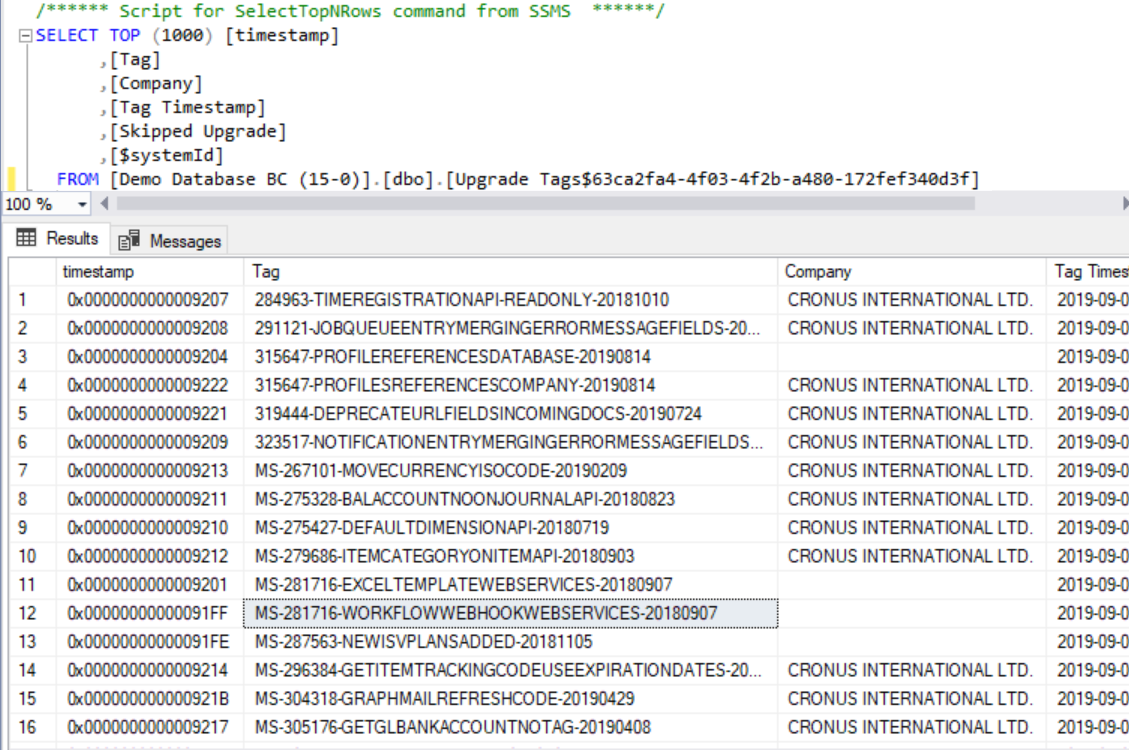 /****** Script for SelectTopNRows command from SSMS ******/
SELECT TOP (1000) [timestamp]
,[Tag]
,[Company]
,[Tag Timestamp]
,[Skipped Upgrade]
,[$systemId]
FROM [Demo Database BC (15-0)].[dbo].[Upgrade Tags$63ca2fa4-4f03-4f2b-a480-172fef340d3f]
100 %
Results Messages
timestamp Tag Company Tag Times
1 0x0000000000009207 284963-TIMEREGISTRATIONAPI-READONLY-20181010 CRONUS INTERNATIONAL LTD. 2019-09-0
2 0x0000000000009208 291121-JOBQUEUEENTRYMERGINGERRORMESSAGEFIELDS-20... CRONUS INTERNATIONAL LTD. 2019-09-0
3 0x0000000000009204 315647-PROFILEREFERENCESDATABASE-20190814 2019-09-0
4 0x0000000000009222 315647-PROFILESREFERENCESCOMPANY-20190814 CRONUS INTERNATIONAL LTD. 2019-09-0
5 0x0000000000009221 319444-DEPRECATEURLFIELDSINCOMINGDOCS-20190724 CRONUS INTERNATIONAL LTD. 2019-09-0
6 0x0000000000009209 323517-NOTIFICATIONENTRYMERGINGERRORMESSAGEFIELDS... CRONUS INTERNATIONAL LTD. 2019-09-0
7 0x0000000000009213 MS-267101-MOVECURRENCYISOCODE-20190209 CRONUS INTERNATIONAL LTD. 2019-09-0
8 0x0000000000009211 MS-275328-BALACCOUNTNOONJOURNALAPI-20180823 CRONUS INTERNATIONAL LTD. 2019-09-0
9 0x0000000000009210 MS-275427-DEFAULTDIMENSIONAPI-20180719 CRONUS INTERNATIONAL LTD. 2019-09-0
10 0x0000000000009212 MS-279686-ITEMCATEGORYONITEMAPI-20180903 CRONUS INTERNATIONAL LTD. 2019-09-0
11 0x0000000000009201 MS-281716-EXCELTEMPLATEWEBSERVICES-20180907 2019-09-0
12 0x00000000000091FF MS-281716-WORKFLOWWEBHOOKWEBSERVICES-20180907 2019-09-0
13 0x00000000000091FE MS-287563-NEWISVPLANSADDED-20181105 2019-09-0
14 0x0000000000009214 MS-296384-GETITEMTRACKINGCODEUSEEXPIRATIONDATES-20... CRONUS INTERNATIONAL LTD. 2019-09-0
15 0x000000000000921B MS-304318-GRAPHMAILREFRESHCODE-20190429 CRONUS INTERNATIONAL LTD. 2019-09-0
16 0x0000000000009217 MS-305176-GETGLBANKACCOUNTNOTAG-20190408 CRONUS INTERNATIONAL LTD. 2019-09-0